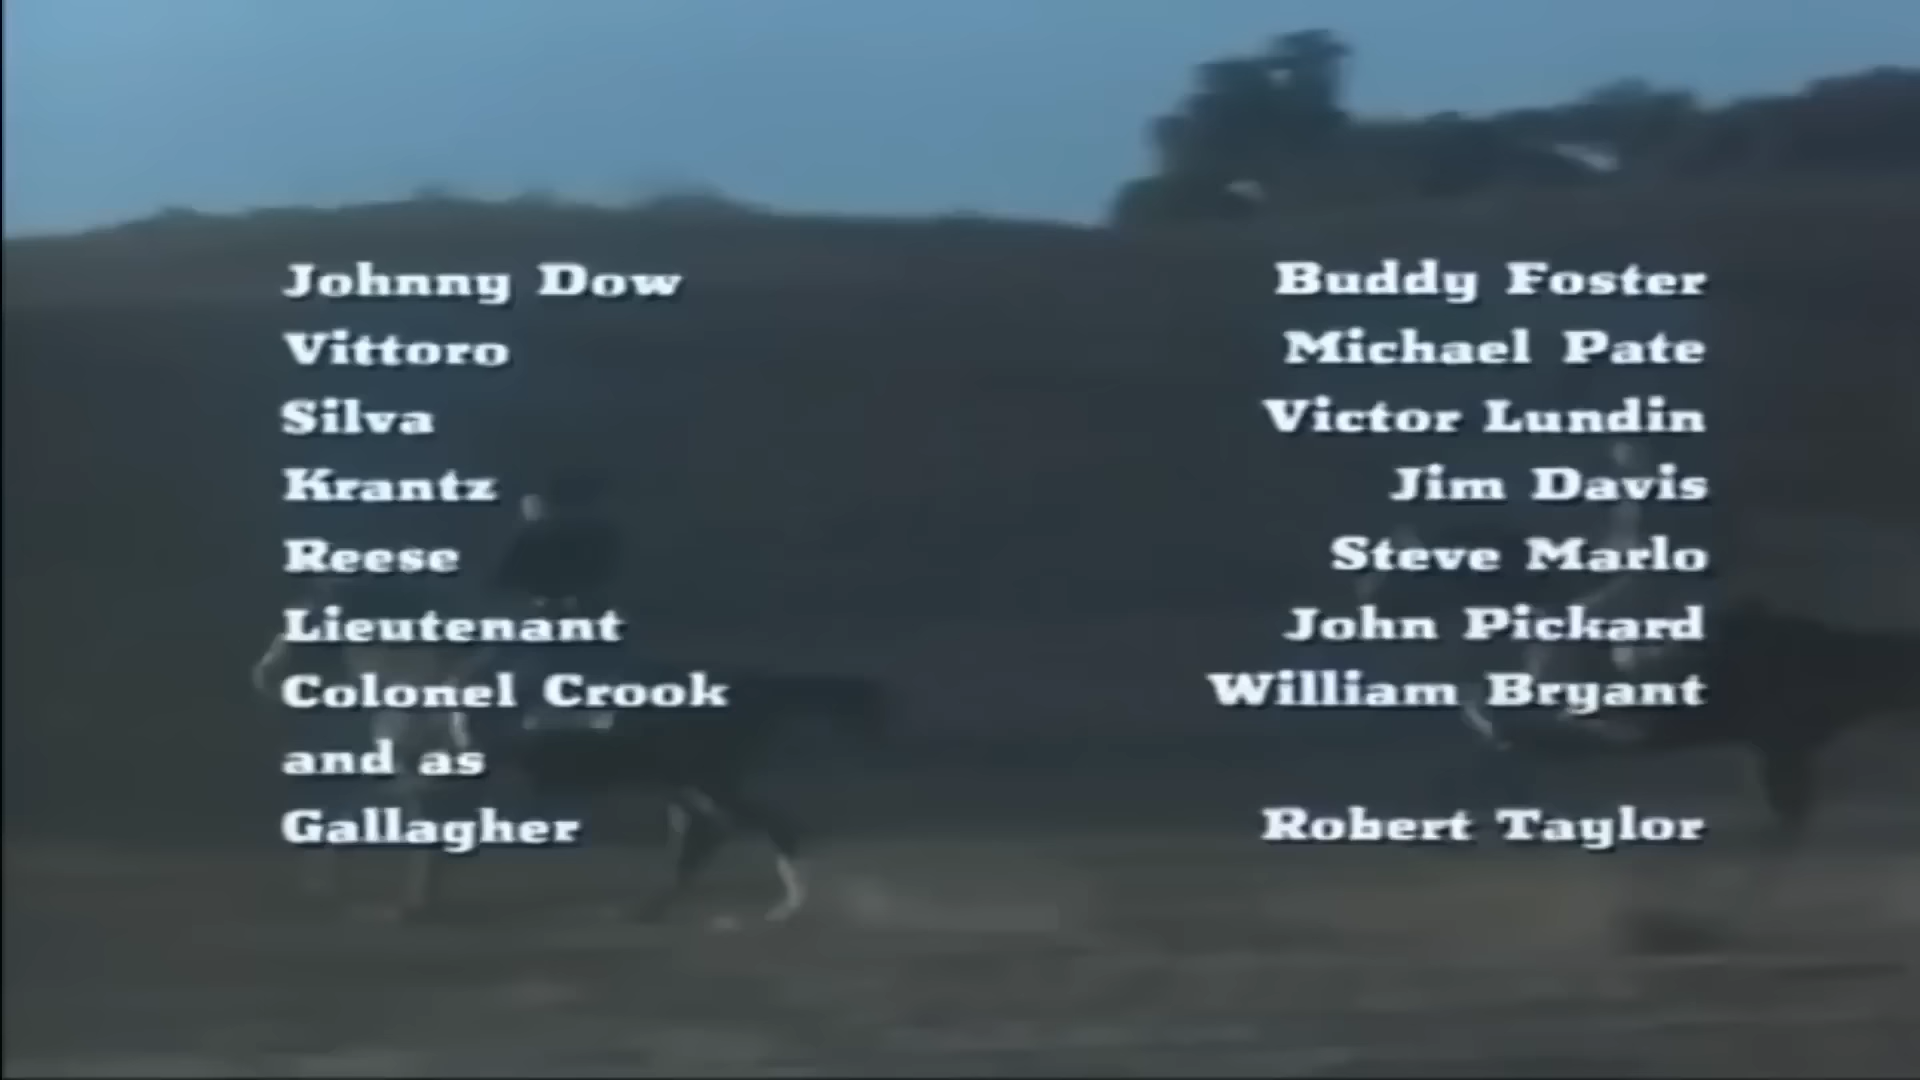 Johnny Dow Buddy Foster
Vittoro Michael Pate
Silva Victor Lundin
Krantz Jim Davis
Reese Steve Marlo
Lieutenant John Pickard
Colonel Crook William Bryant
and as
Gallagher Robert Taylor